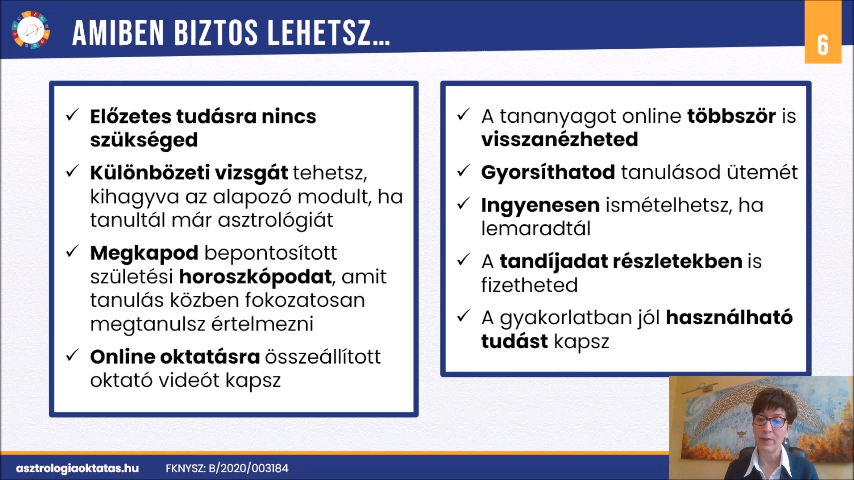 AMIBEN BIZTOS LEHETSZ...
6
✓ Előzetes tudásra nincs
szükséged
✓ Különbözeti vizsgát tehetsz,
kihagyva az alapozó modult, ha
tanultál már asztrológiát
✓ Megkapod bepontosított
születési horoszkópodat, amit
tanulás közben fokozatosan
megtanulsz értelmezni
✓ Online oktatásra összeállított
oktató videót kapsz
✓ A tananyagot online többször is
visszanézheted
✓ Gyorsíthatod tanulásod ütemét
✓ Ingyenesen ismételhetsz, ha
lemaradtál
✓ A tandíjadat részletekben is
fizetheted
✓ A gyakorlatban jól használható
tudást kapsz
asztrologiaoktatas.hu
FKNYSZ: B/2020/003184